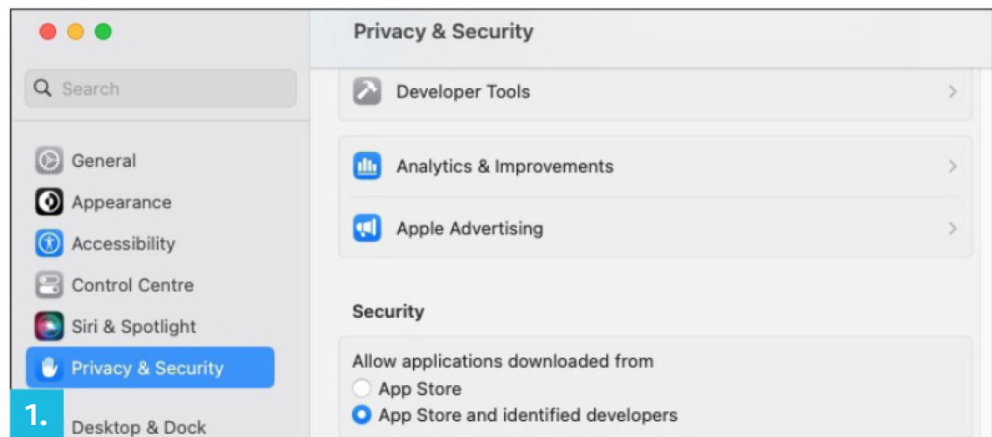 Privacy & Security
Search
General
Appearance
Accessibility
Control Centre
Siri & Spotlight
Privacy & Security
Desktop & Dock
1.
Developer Tools
Analytics & Improvements
Apple Advertising
Security
Allow applications downloaded from
App Store
App Store and identified developers